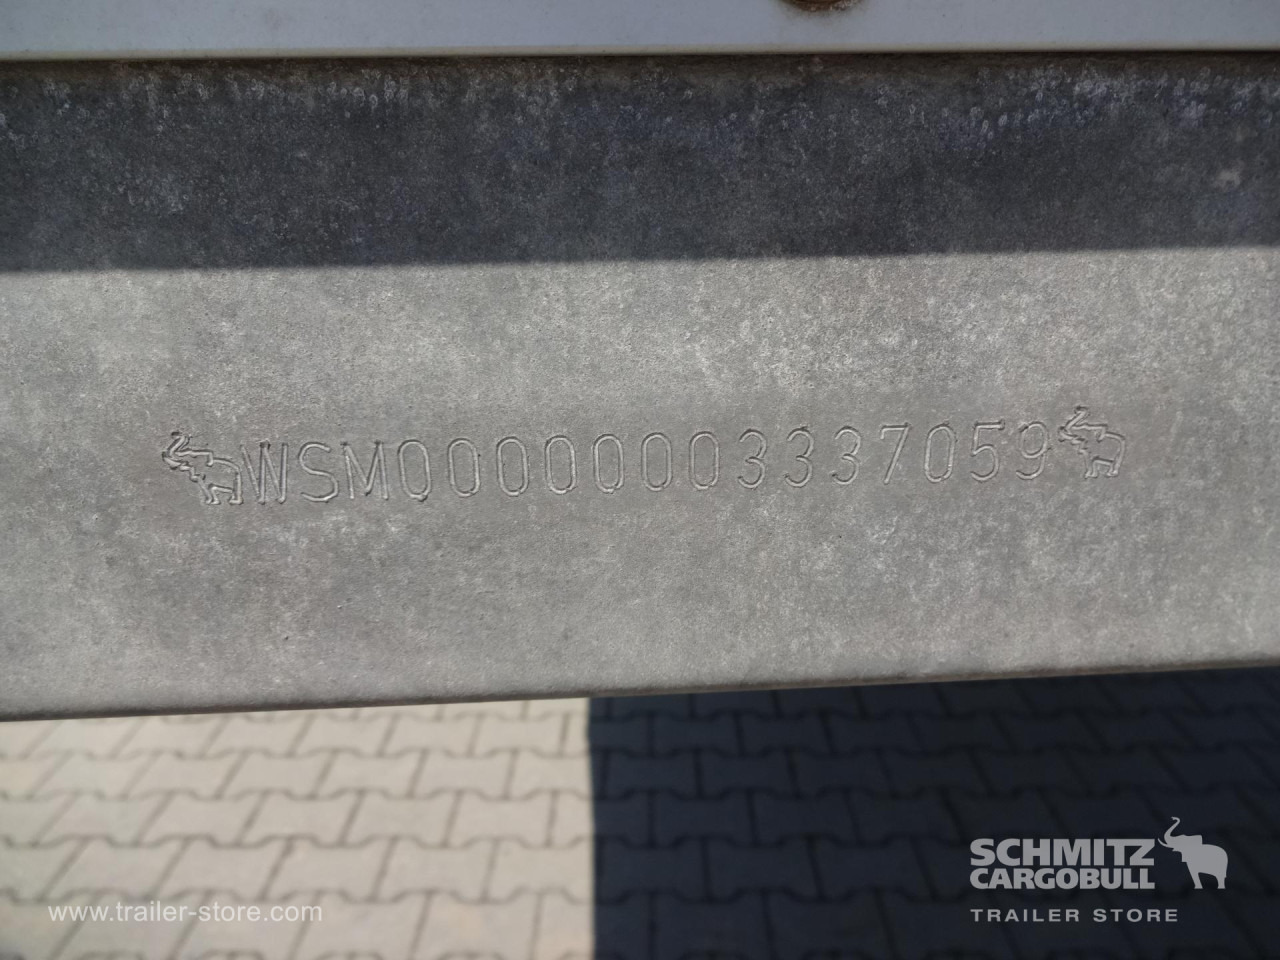 WSM00000003337059
www.trailer-store.com
SCHMITZ
CARGOBULL
TRAILER STORE